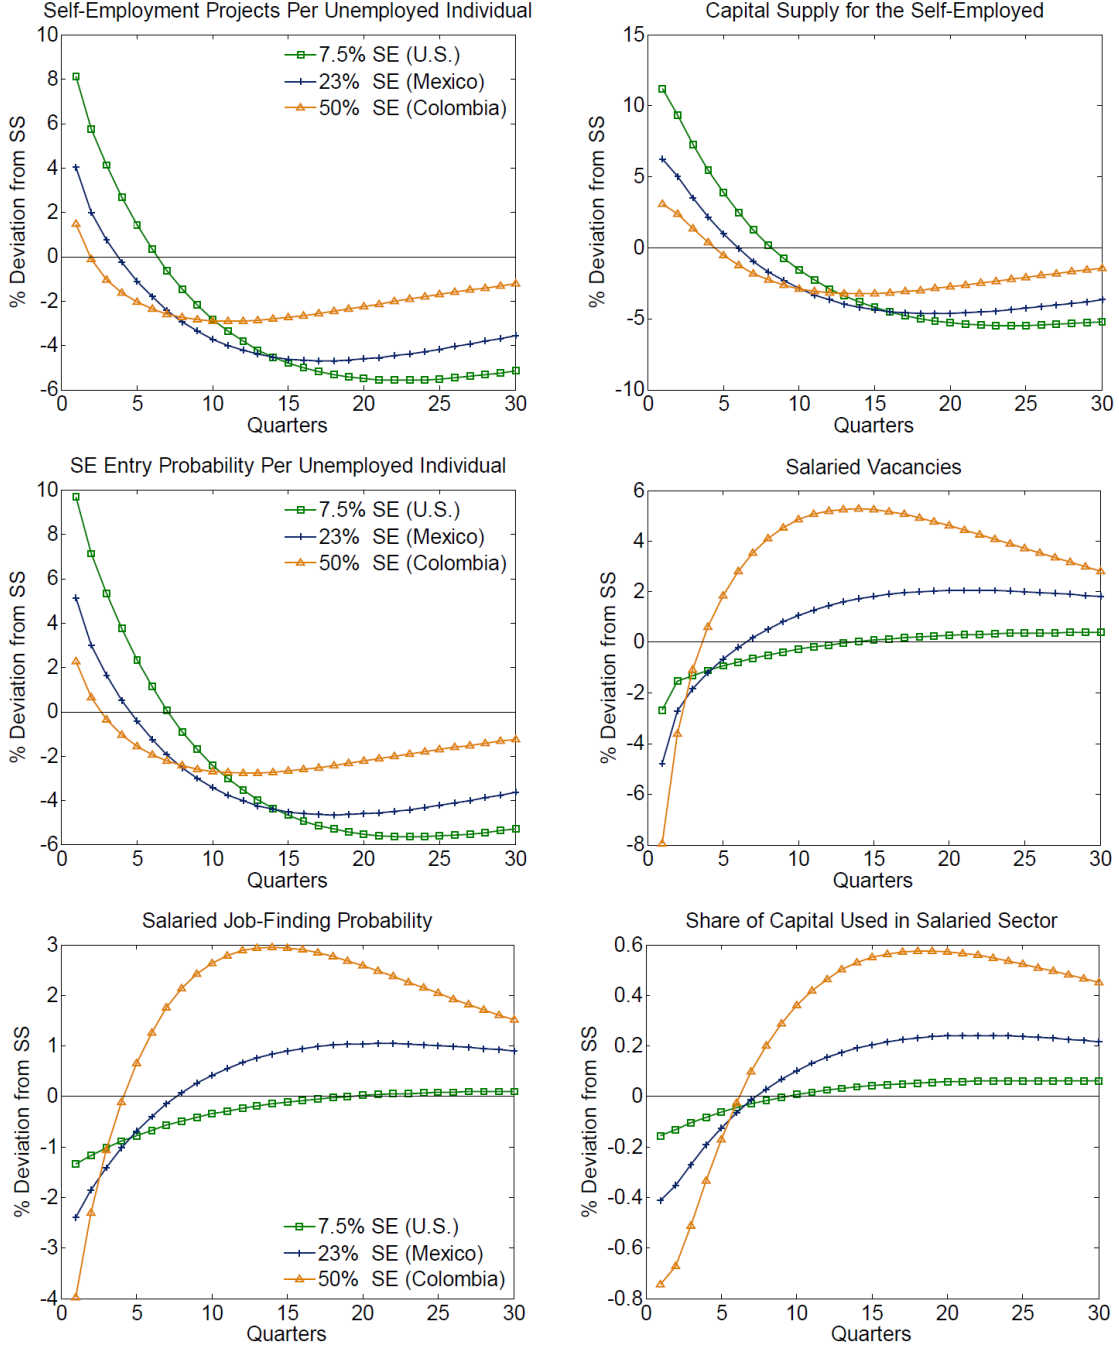 Self-Employment Projects Per Unemployed Individual
10
8
6
4
2
0
-2
-4
-6
% Deviation from SS
7.5% SE (U.S.)
23% SE (Mexico)
50% SE (Colombia)
0 5 10 15 20 25 30
Quarters
Capital Supply for the Self-Employed
15
10
5
0
-5
-10
% Deviation from SS
0 5 10 15 20 25 30
Quarters
SE Entry Probability Per Unemployed Individual
10
8
6
4
2
0
-2
-4
-6
% Deviation from SS
7.5% SE (U.S.)
23% SE (Mexico)
50% SE (Colombia)
0 5 10 15 20 25 30
Quarters
Salaried Vacancies
6
4
2
0
-2
-4
-6
-8
% Deviation from SS
0 5 10 15 20 25 30
Quarters
Salaried Job-Finding Probability
3
2
1
0
-1
-2
-3
-4
% Deviation from SS
7.5% SE (U.S.)
23% SE (Mexico)
50% SE (Colombia)
0 5 10 15 20 25 30
Quarters
Share of Capital Used in Salaried Sector
0.6
0.4
0.2
0
-0.2
-0.4
-0.6
-0.8
% Deviation from SS
0 5 10 15 20 25 30
Quarters